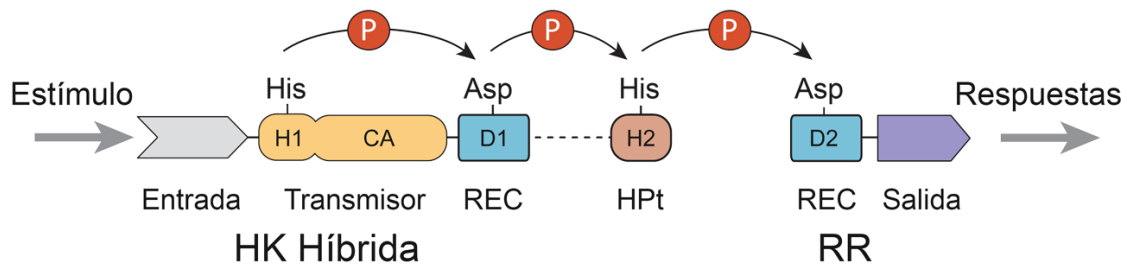 P P P
His Asp His Asp
Estímulo Respuestas
H1 CA D1 H2 D2
Entrada Transmisor REC HPt REC Salida
HK Híbrida RR